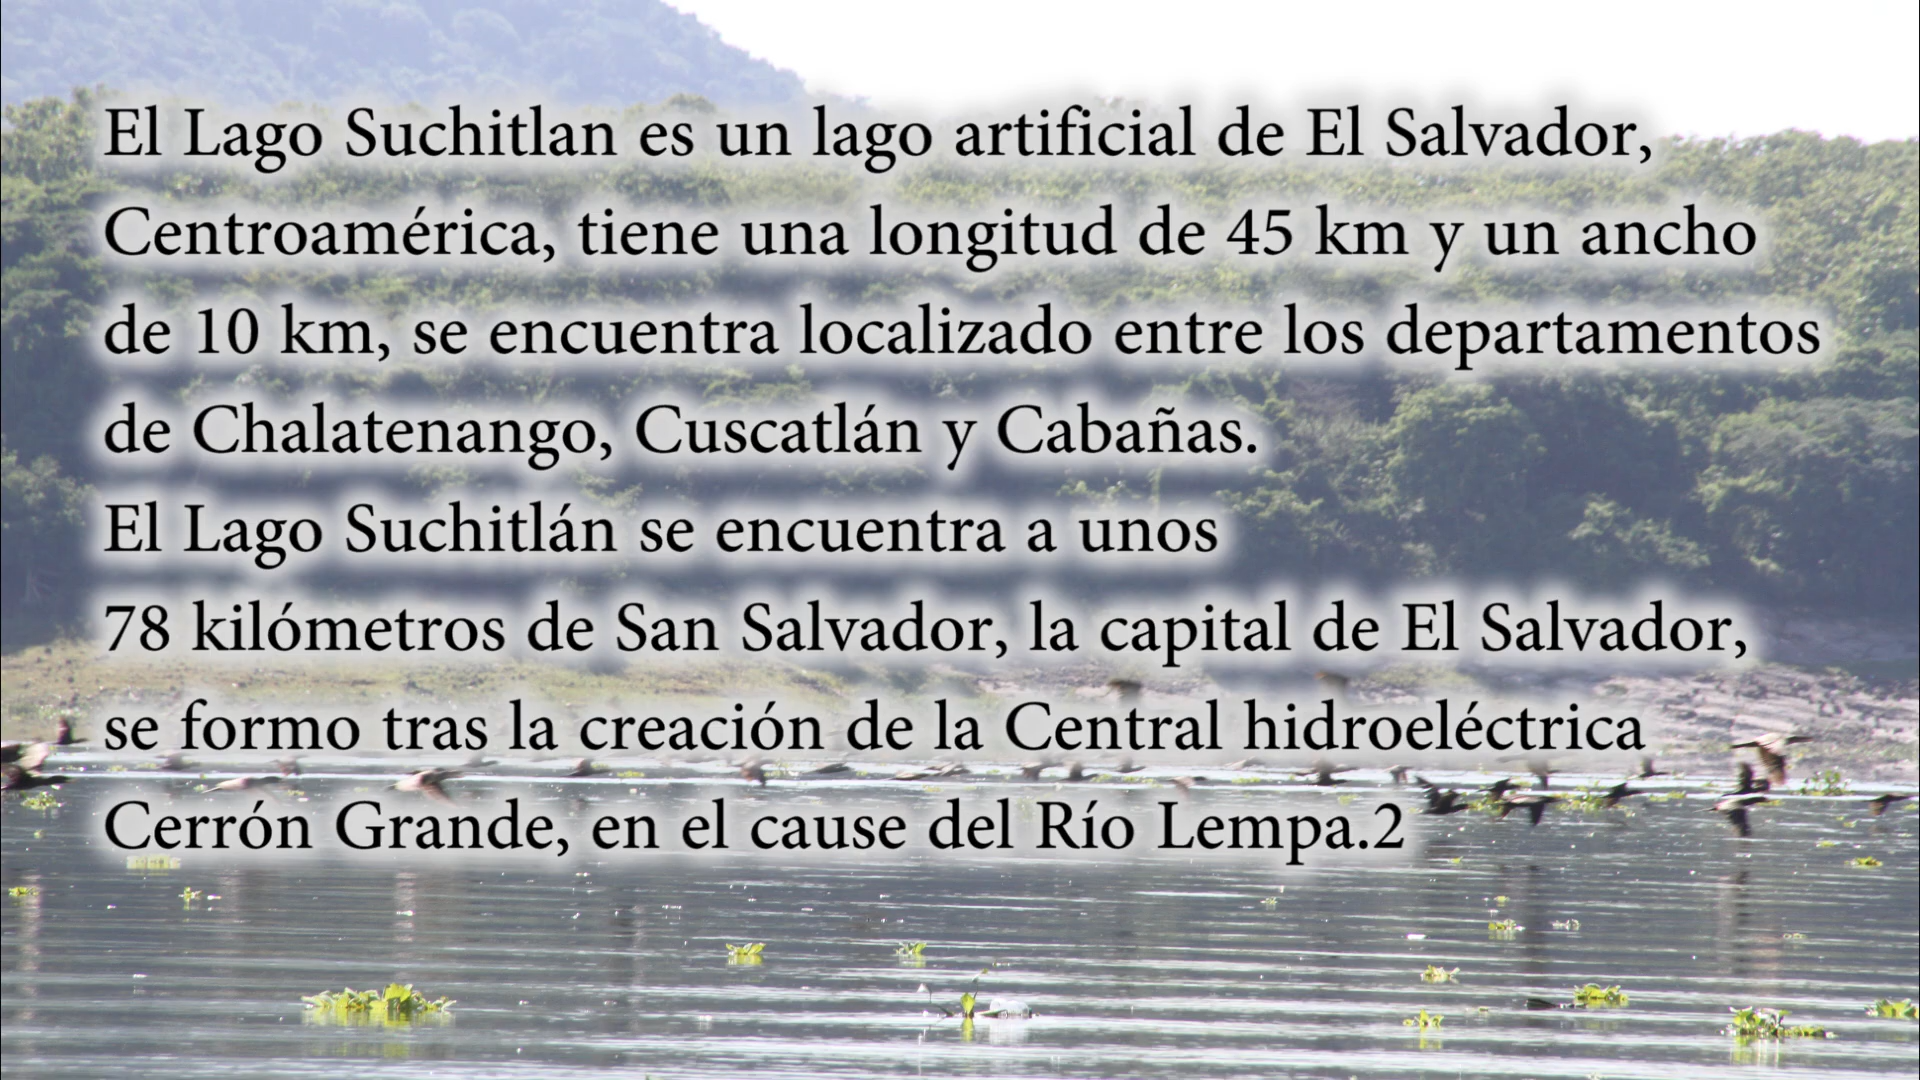 El Lago Suchitlan es un lago artificial de El Salvador,
Centroamérica, tiene una longitud de 45 km y un ancho
de 10 km, se encuentra localizado entre los departamentos
de Chalatenango, Cuscatlán y Cabañas.
El Lago Suchitlán se encuentra a unos
78 kilómetros de San Salvador, la capital de El Salvador,
se formo tras la creación de la Central hidroeléctrica
Cerrón Grande, en el cause del Río Lempa.2